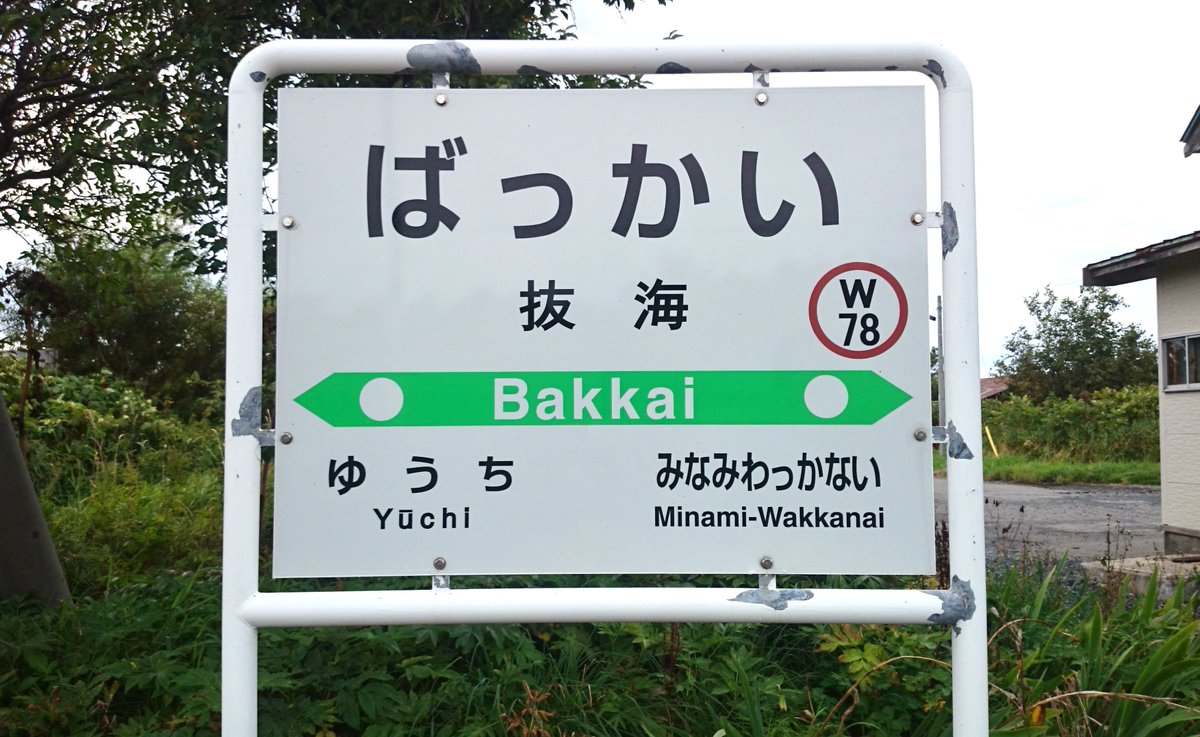 ばっかい
抜海
W
78
Bakkai
ゆうち
Yūchi
みなみわっかない
Minami-Wakkanai